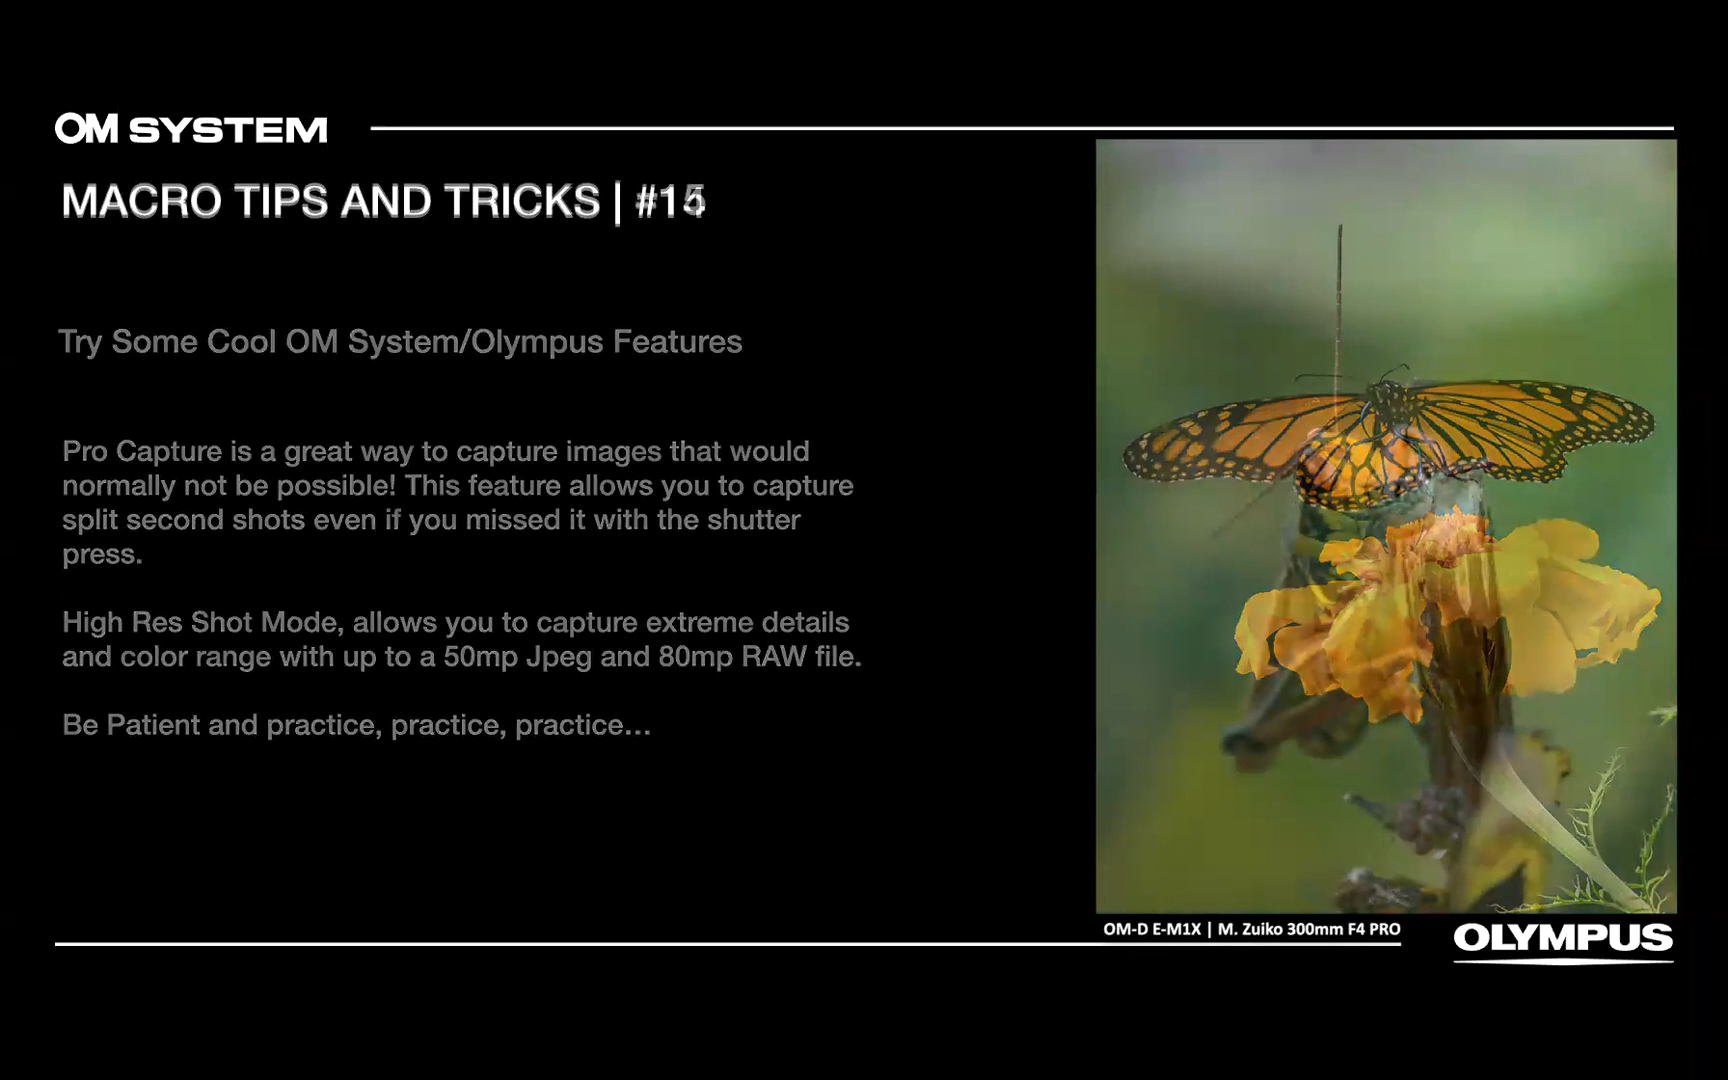 OM SYSTEM
MACRO TIPS AND TRICKS |
Try Some Cool OM System/Olympus Features
Pro Capture is a great way to capture images that would
normally not be possible! This feature allows you to capture
split second shots even if you missed it with the shutter
press.
High Res Shot Mode, allows you to capture extreme details
and color range with up to a 50mp Jpeg and 80mp RAW file.
Be Patient and practice, practice, practice...
OM-D E-M1X | M. Zuiko 300mm F4 PRO
OLYMPUS